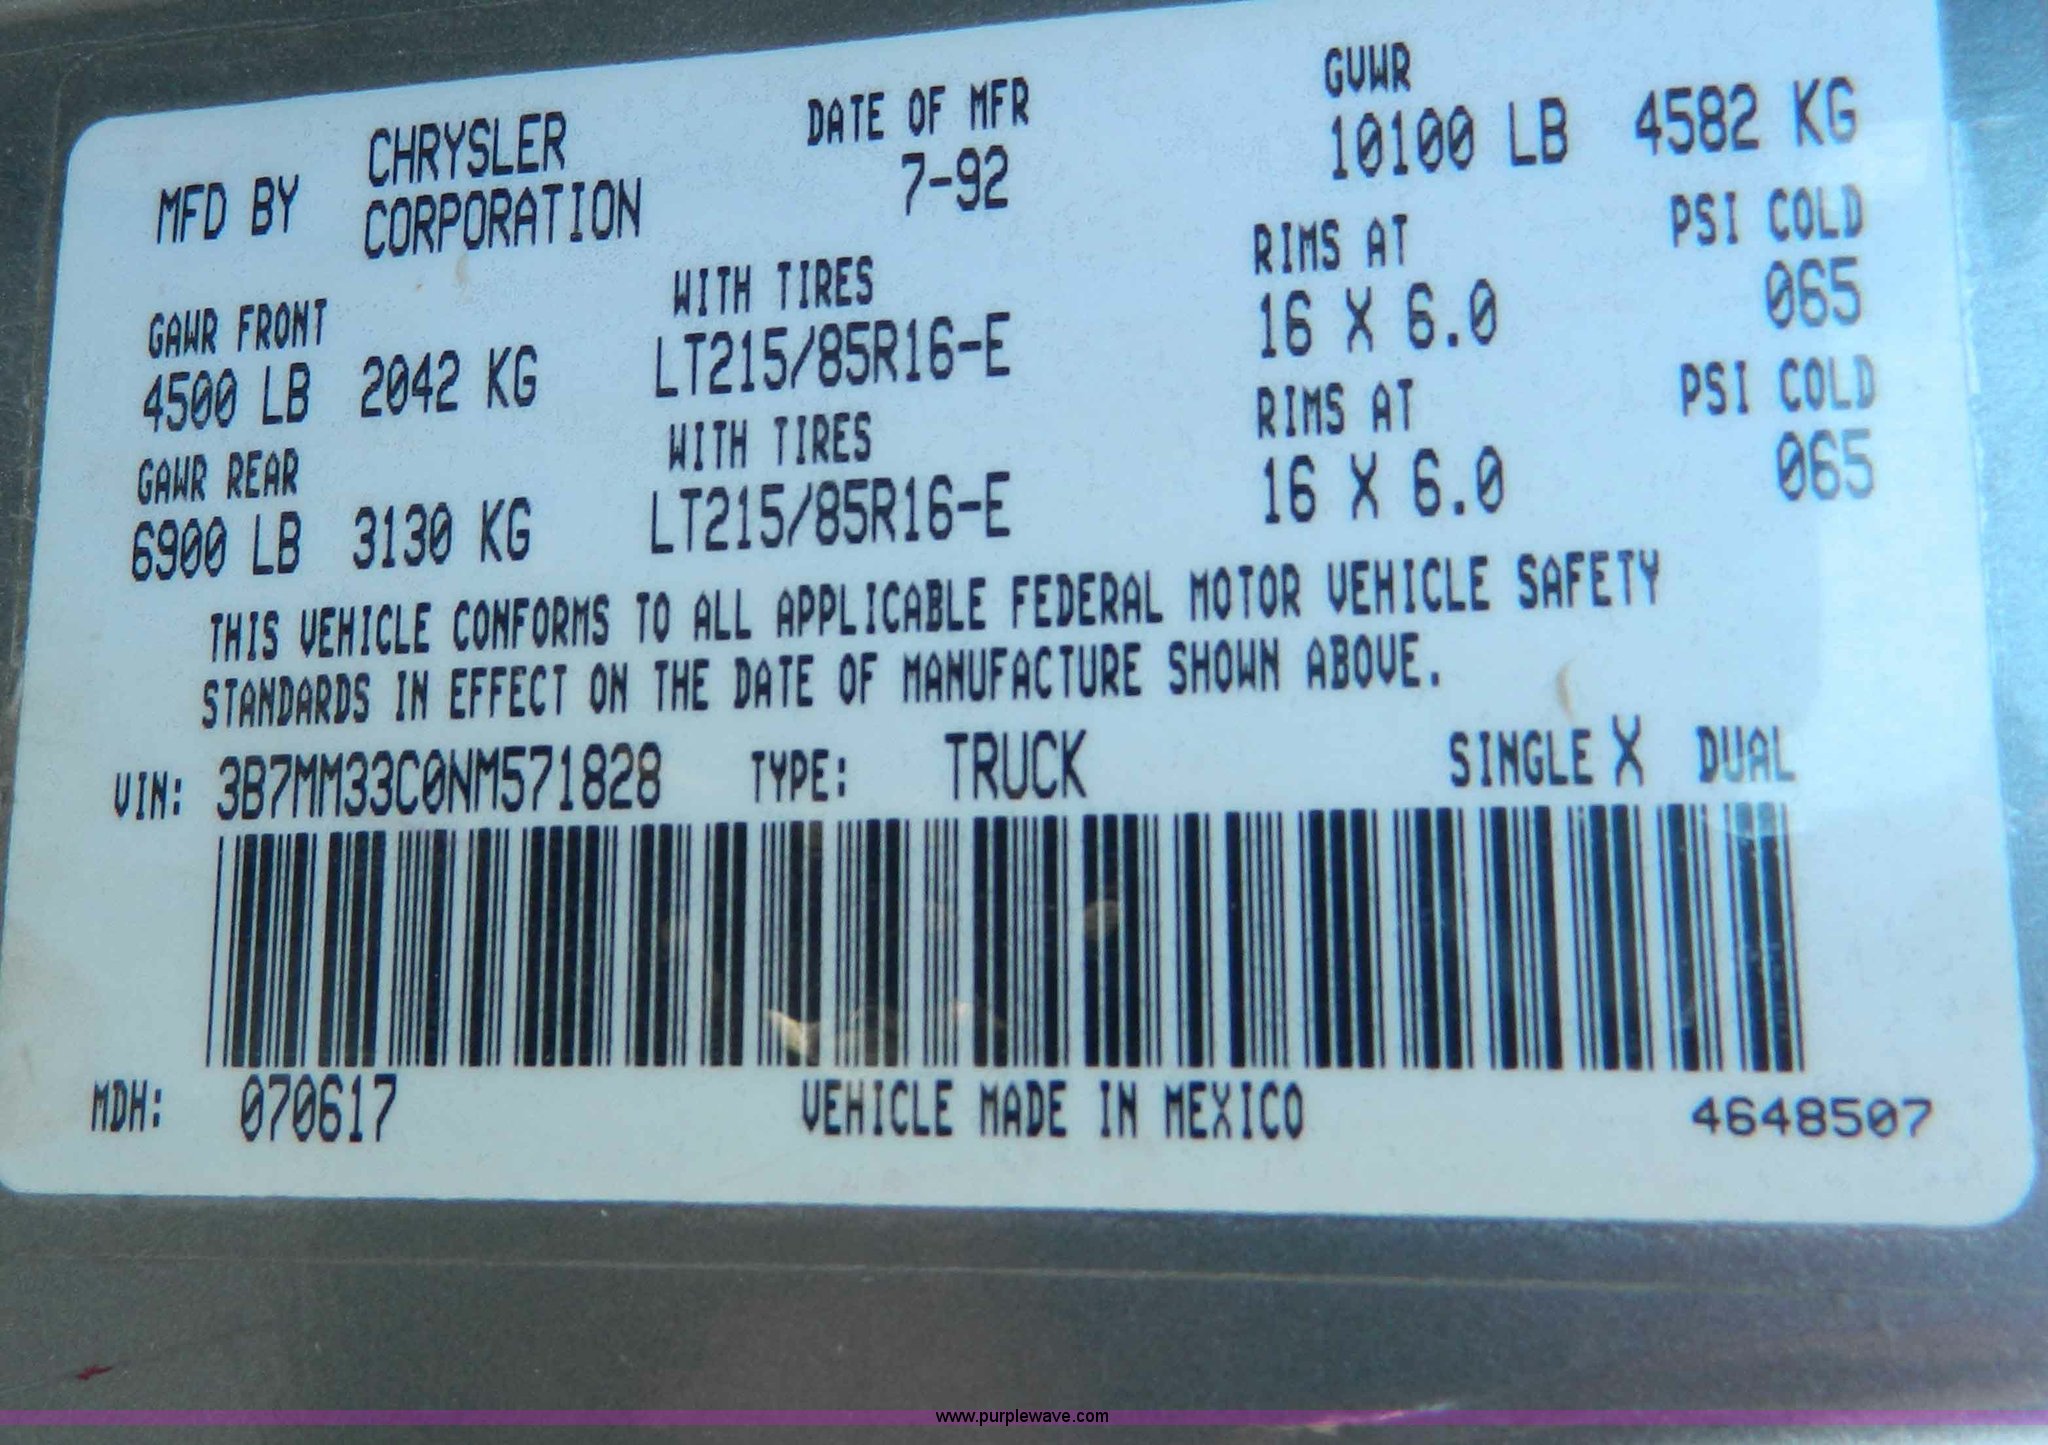 MFD BY CHRYSLER CORPORATION
DATE OF MFR
7-92
GVWR
10100 LB 4582 KG
GAWR FRONT WITH TIRES RIMS AT PSI COLD
4500 LB 2042 KG LT215/85R16-E 16 X 6.0 065
GAWR REAR WITH TIRES RIMS AT PSI COLD
6900 LB 3130 KG LT215/85R16-E 16 X 6.0 065
THIS VEHICLE CONFORMS TO ALL APPLICABLE FEDERAL MOTOR VEHICLE SAFETY
STANDARDS IN EFFECT ON THE DATE OF MANUFACTURE SHOWN ABOVE.
VIN: 3B7MM33C0NM571828 TYPE: TRUCK SINGLE X DUAL
MDH: 070617 VEHICLE MADE IN MEXICO 4648507
www.purplewave.com